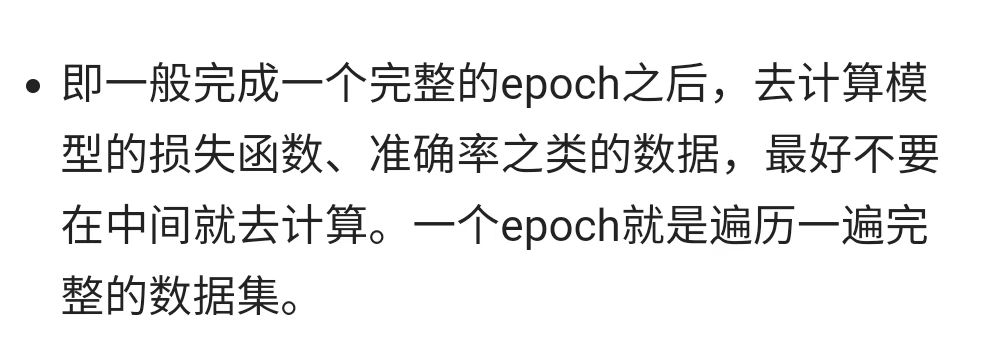 • 即一般完成一个完整的epoch之后，去计算模
型的损失函数、准确率之类的数据，最好不要
在中间就去计算。一个epoch就是遍历一遍完
整的数据集。